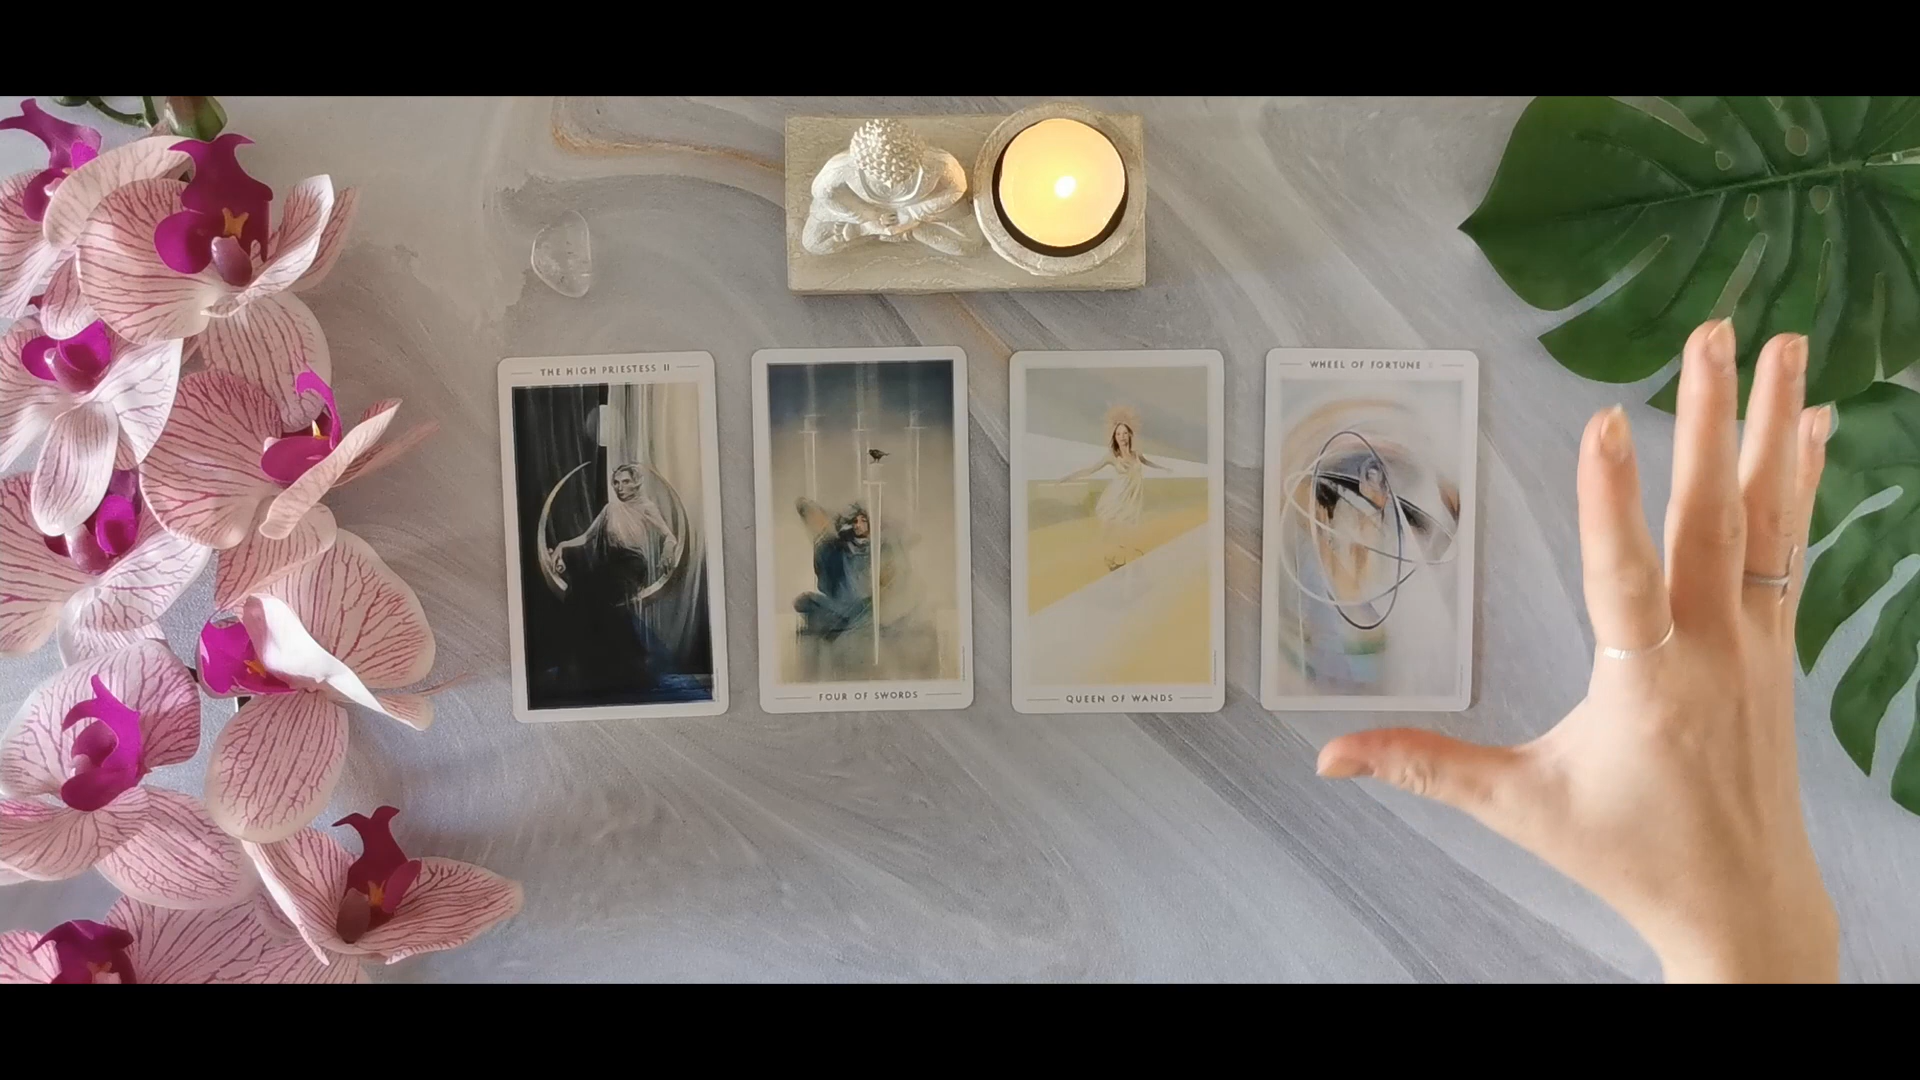 THE HIGH PRIESTESS II
FOUR OF SWORDS
QUEEN OF WANDS
WHEEL OF FORTUNE